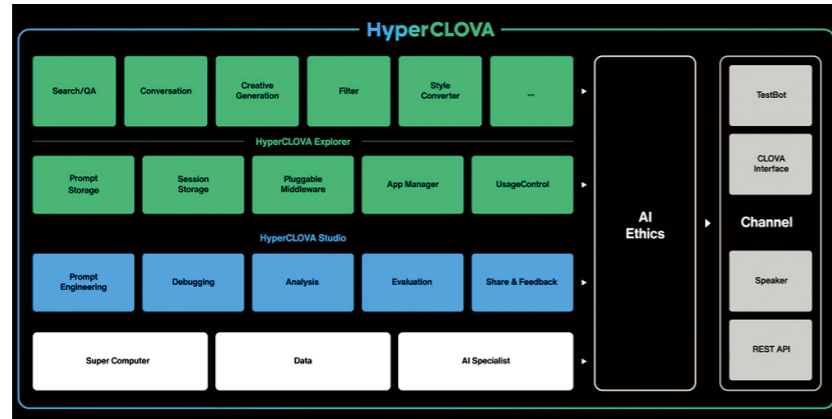 HyperCLOVA
Search/QA
Conversation
Creative
Generation
Filter
Style
Converter
...
HyperCLOVA Explorer
Prompt
Storage
Session
Storage
Pluggable
Middleware
App Manager
UsageControl
HyperCLOVA Studio
Prompt
Engineering
Debugging
Analysis
Evaluation
Share & Feedback
Super Computer
Data
AI Specialist
AI
Ethics
TestBot
CLOVA
Interface
Channel
Speaker
REST API